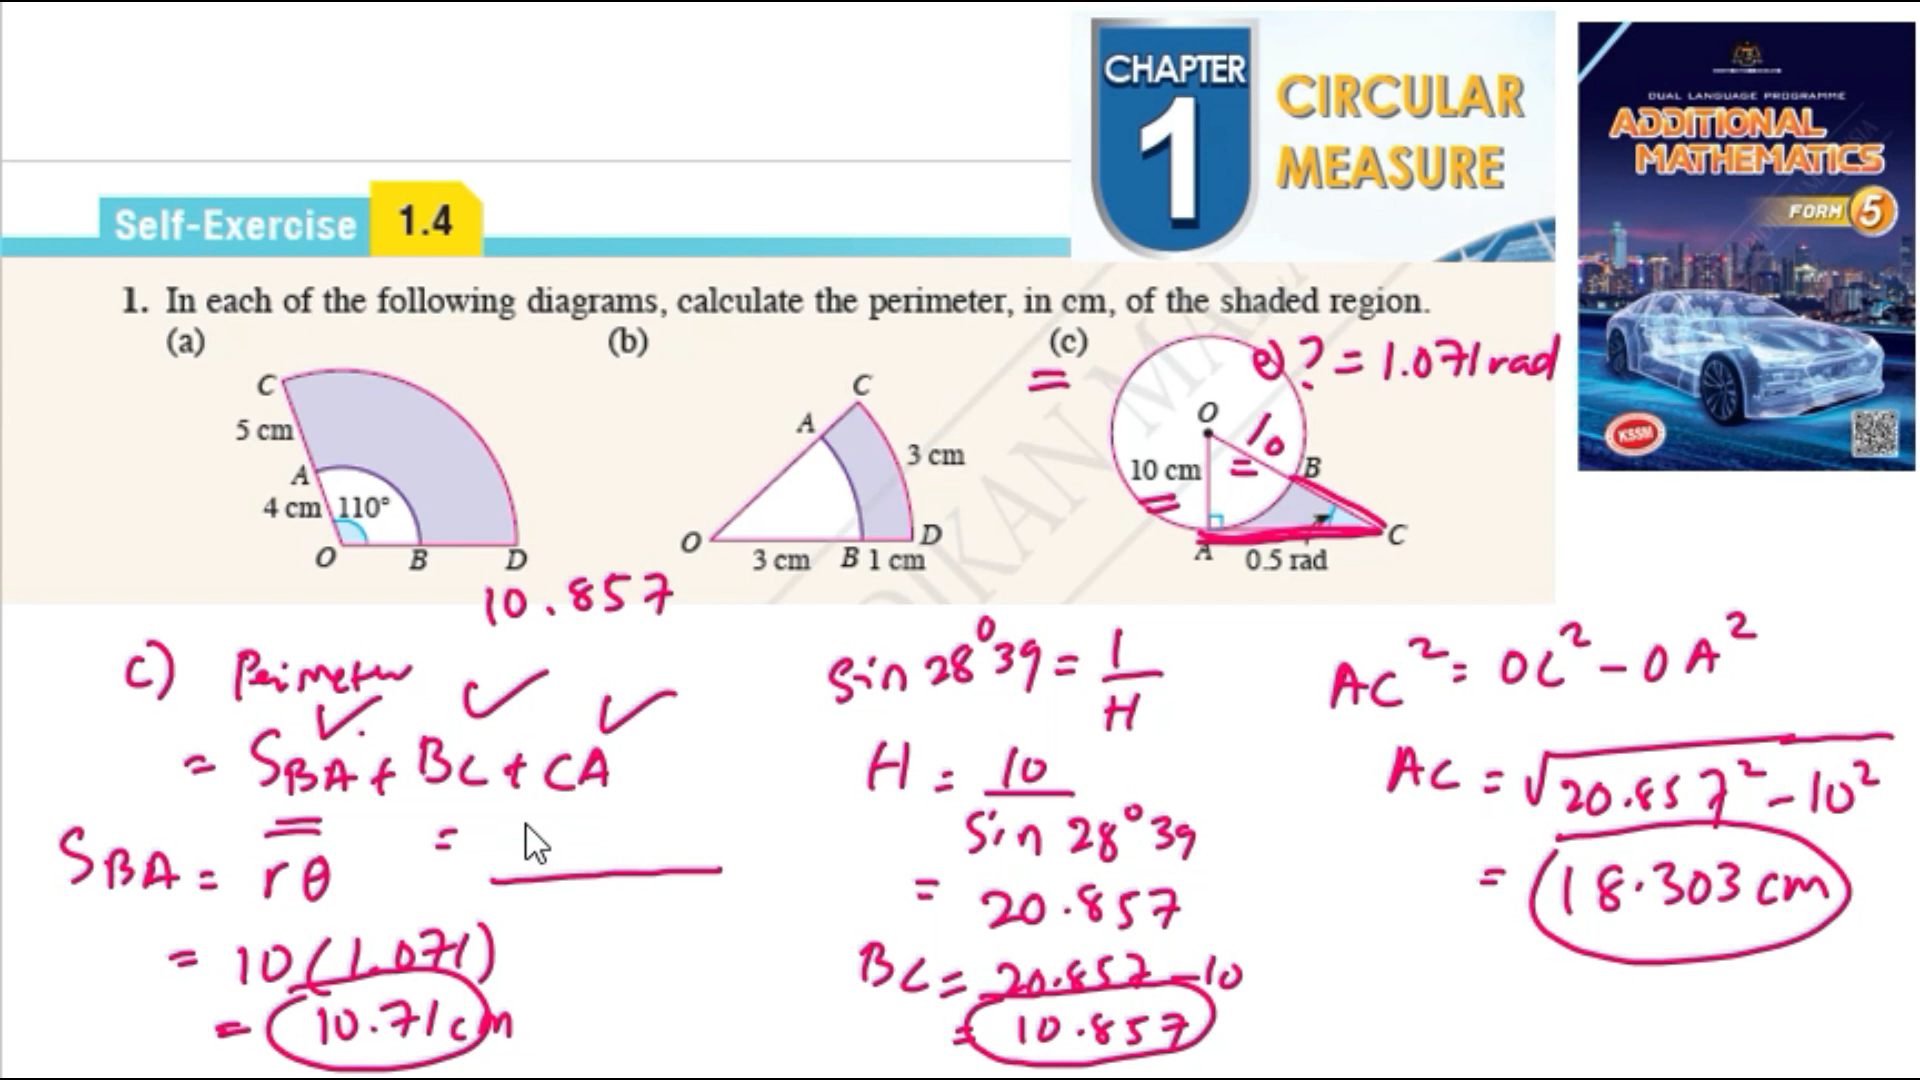 CHAPTER
1
CIRCULAR
MEASURE
DUAL LANGUAGE PROGRAMME
ADDITIONAL
MATHEMATICS
FORM 5
KSSM
Self-Exercise 1.4
1. In each of the following diagrams, calculate the perimeter, in cm, of the shaded region.
(a)
C
5 cm
A
4 cm
110°
O
B
D
(b)
C
A
3 cm
O
3 cm
B
1 cm
D
(c)
? = 1.071 rad
O
10
10 cm
B
A
0.5 rad
C
10.857
c) Perimeter
= SBA + BC + CA
=
SBA = rθ
= 10(1.071)
= 10.71cm
sin 28°39 = 1/H
H = 10/sin 28°39
= 20.857
BC = 20.857 - 10
= 10.857
AC² = OC² - OA²
AC = √20.857² - 10²
= 18.303 cm